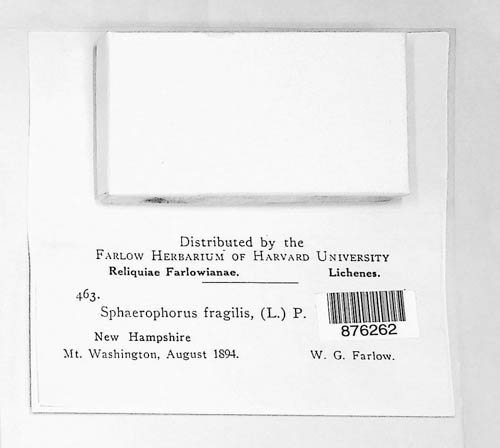 Distributed by the
FARLOW HERBARIUM OF HARVARD UNIVERSITY
Reliquiae Farlowianae. Lichenes.
463.
Sphaerophorus fragilis, (L.) P.
876262
New Hampshire
Mt. Washington, August 1894. W. G. Farlow.